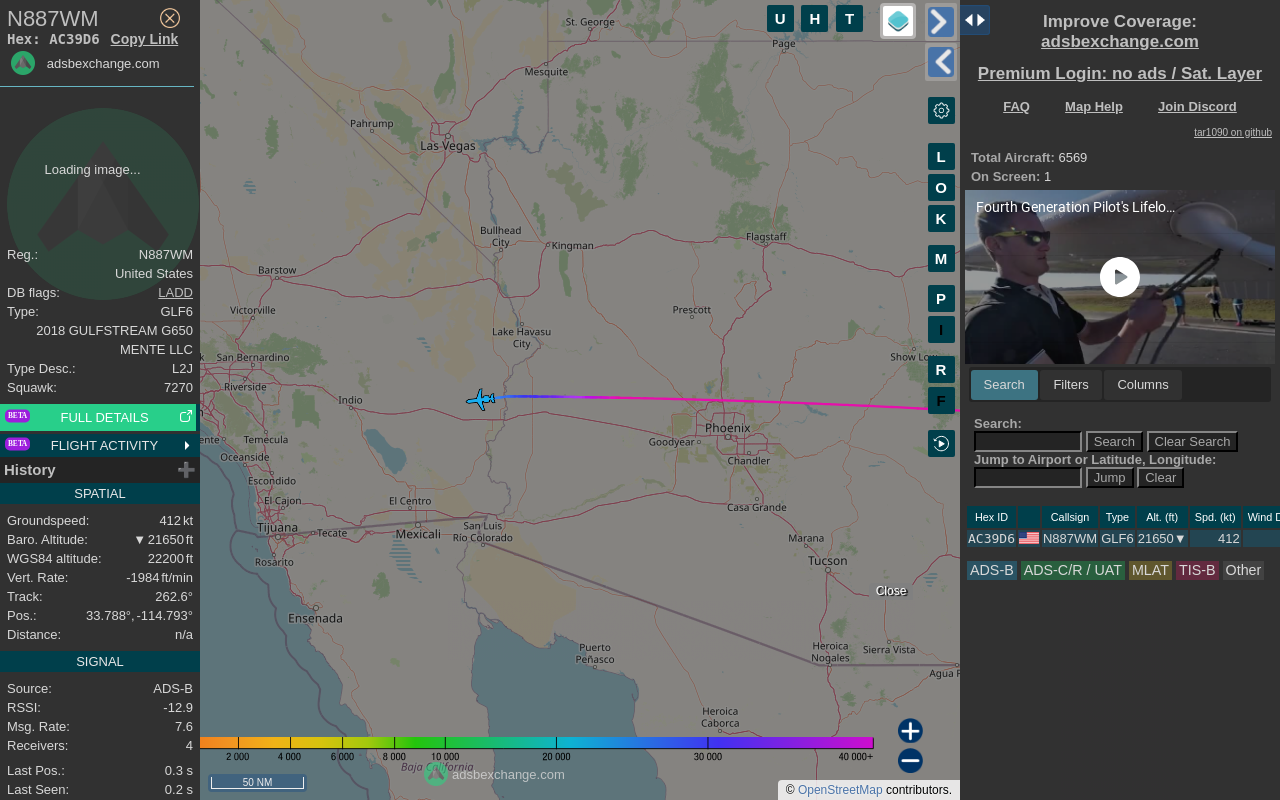 N887WM
Hex: AC39D6 Copy Link
adsbexchange.com
Loading image...
Reg.: N887WM
United States
DB flags: LADD
Type: GLF6
2018 GULFSTREAM G650
MENTE LLC
Type Desc.: L2J
Squawk: 7270
BETA FULL DETAILS
BETA FLIGHT ACTIVITY
History
SPATIAL
Groundspeed: 412 kt
Baro. Altitude: ▼ 21650 ft
WGS84 altitude: 22200 ft
Vert. Rate: -1984 ft/min
Track: 262.6°
Pos.: 33.788°, -114.793°
Distance: n/a
SIGNAL
Source: ADS-B
RSSI: -12.9
Msg. Rate: 7.6
Receivers: 4
Last Pos.: 0.3 s
Last Seen: 0.2 s
U H T
L
O
K
M
P
I
R
F
St. George
Page
Mesquite
Pahrump
Las Vegas
Bullhead
City
Kingman
Flagstaff
Barstow
Victorville
Prescott
Lake Havasu
City
San Bernardino
Show Low
Riverside
Indio
Temecula
Phoenix
Goodyear
Oceanside
Chandler
Escondido
El Cajon
El Centro
Casa Grande
Tijuana
Tecate
Mexicali
San Luis
Río Colorado
Rosarito
Marana
Tucson
Close
Ensenada
Puerto
Peñasco
Heroica
Nogales
Sierra Vista
Agua P
Heroica
Caborca
2 000 4 000 6 000 8 000 10 000 20 000 30 000 40 000+
Baja California
adsbexchange.com
50 NM
© OpenStreetMap contributors.
Improve Coverage:
adsbexchange.com
Premium Login: no ads / Sat. Layer
FAQ Map Help Join Discord
tar1090 on github
Total Aircraft: 6569
On Screen: 1
Fourth Generation Pilot's Lifelo...
Search Filters Columns
Search:
Search Clear Search
Jump to Airport or Latitude, Longitude:
Jump Clear
Hex ID Callsign Type Alt. (ft) Spd. (kt) Wind D
AC39D6 N887WM GLF6 21650▼ 412
ADS-B ADS-C/R / UAT MLAT TIS-B Other